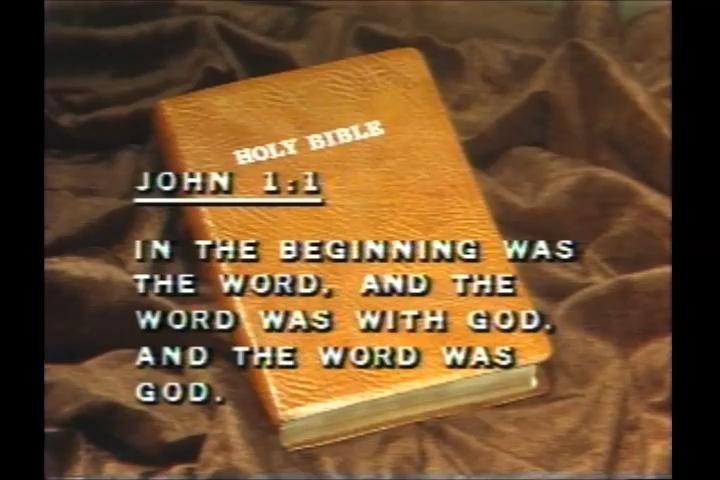 HOLY BIBLE
JOHN 1:1
IN THE BEGINNING WAS
THE WORD, AND THE
WORD WAS WITH GOD,
AND THE WORD WAS
GOD.